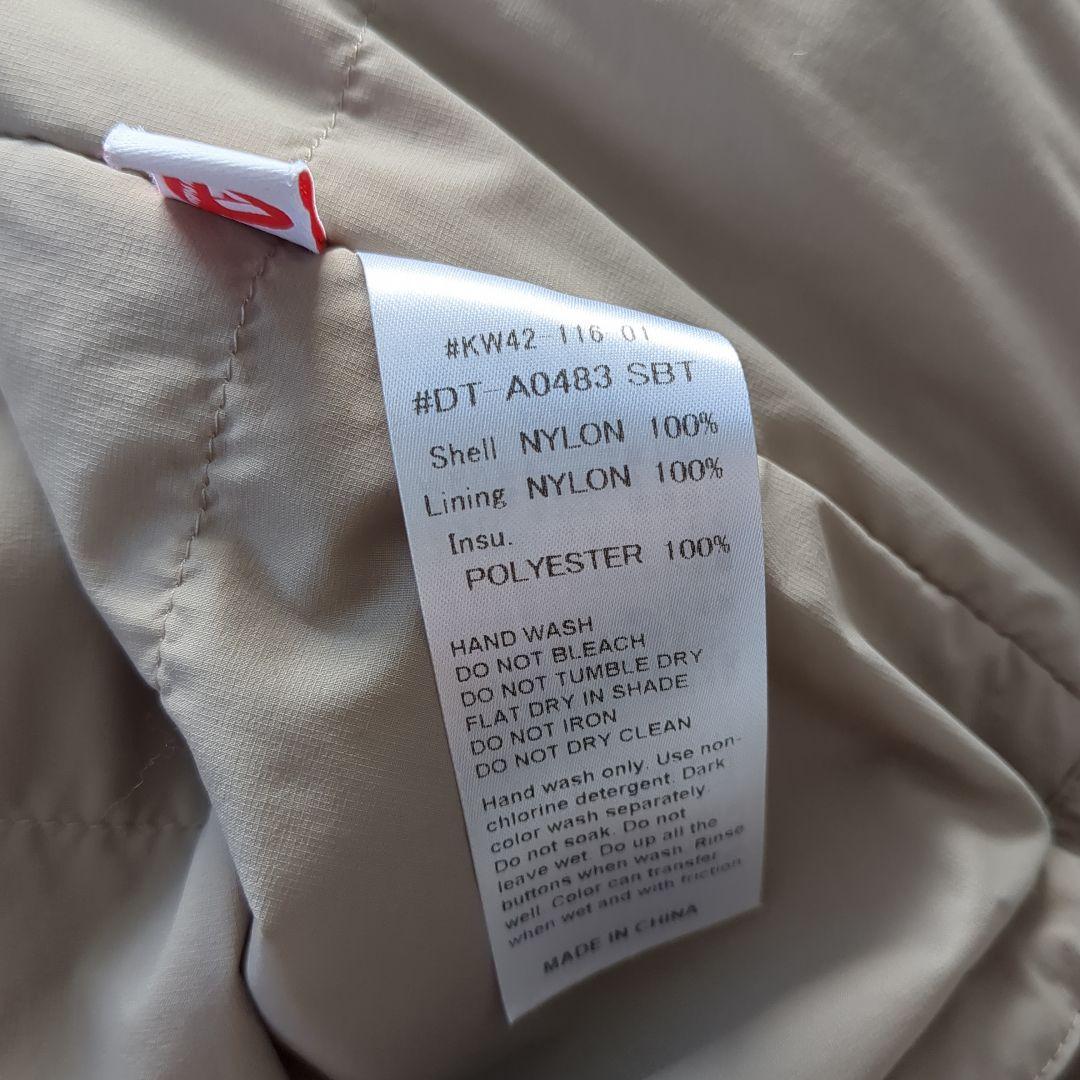 #KW42-116-01
#DT-A0483 SBT
Shell NYLON 100%
Lining NYLON 100%
Insu.
POLYESTER 100%
HAND WASH
DO NOT BLEACH
DO NOT TUMBLE DRY
FLAT DRY IN SHADE
DO NOT IRON
DO NOT DRY CLEAN
Hand wash only. Use non-
chlorine detergent. Dark
color wash separately.
Do not soak. Do not
leave wet. Do up all the
buttons when wash. Rinse
well. Color can transfer
when wet and with friction
MADE IN CHINA